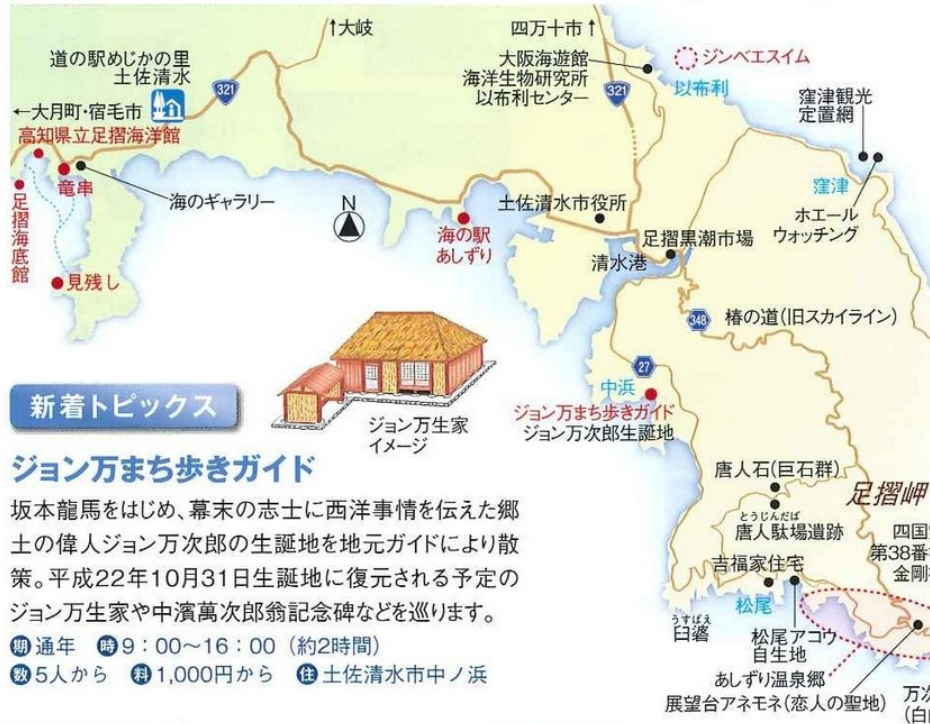 ↑大岐
四万十市↑
道の駅めじかの里
土佐清水
大阪海遊館
海洋生物研究所
以布利センター
ジンベエスイム
以布利
321
321
←大月町・宿毛市
高知県立足摺海洋館
竜串
海のギャラリー
足摺海底館
見残し
N
海の駅
あしずり
土佐清水市役所
足摺黒潮市場
清水港
窪津観光
定置網
窪津
ホエール
ウォッチング
348
椿の道(旧スカイライン)
27
中浜
ジョン万まち歩きガイド
ジョン万次郎生誕地
ジョン万生家
イメージ
唐人石(巨石群)
とうじんだば
唐人駄場遺跡
足摺岬
四国
第38番
金剛
吉福家住宅
松尾
うすばえ
臼碆
松尾アコウ
自生地
あしずり温泉郷
展望台アネモネ(恋人の聖地)
万次
(白
新着トピックス
ジョン万まち歩きガイド
坂本龍馬をはじめ、幕末の志士に西洋事情を伝えた郷
土の偉人ジョン万次郎の生誕地を地元ガイドにより散
策。平成22年10月31日生誕地に復元される予定の
ジョン万生家や中濱萬次郎翁記念碑などを巡ります。
期 通年 時 9：00～16：00 (約2時間)
数 5人から 料 1,000円から 住 土佐清水市中ノ浜